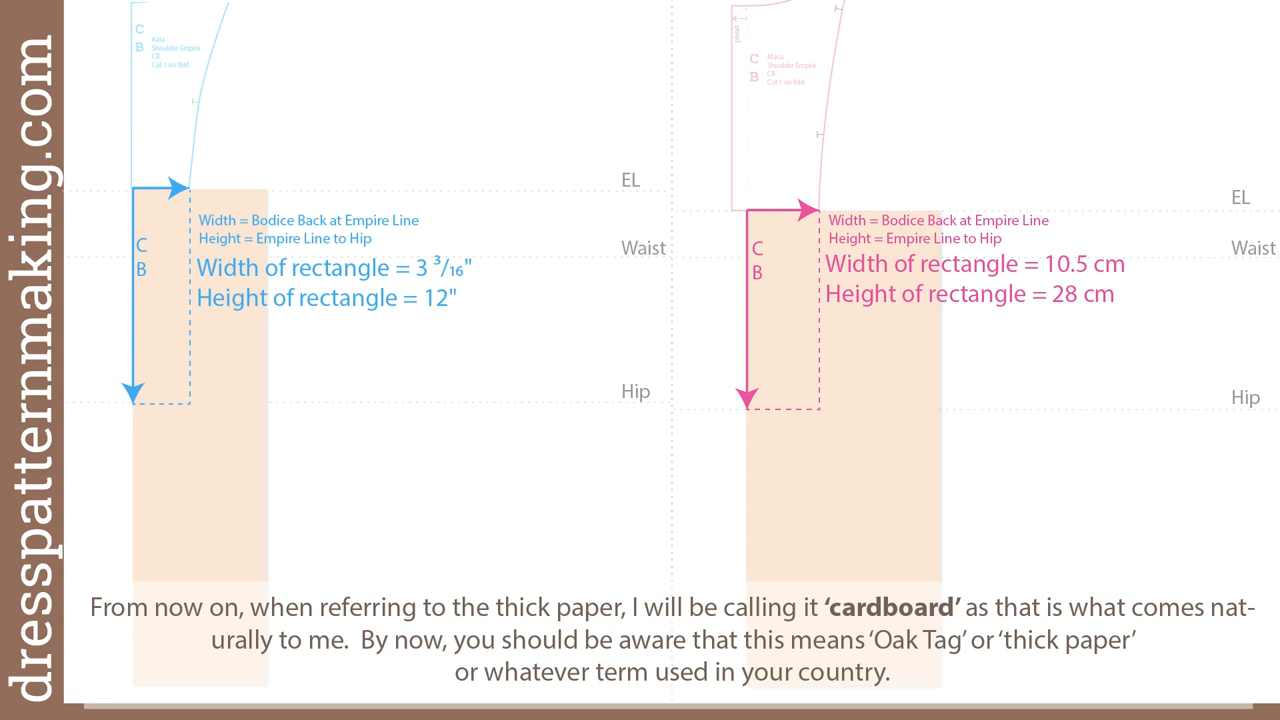 dresspatternmaking.com
C
B
Kate
Shoulder Empire
CB
Cut 1 on fold
EL
Width = Bodice Back at Empire Line
Height = Empire Line to Hip
C
B
Waist
Width of rectangle = 3 ³/₁₆"
Height of rectangle = 12"
Hip
pleat
C
B
Maria
Shoulder Empire
CB
Cut 1 on fold
EL
Width = Bodice Back at Empire Line
Height = Empire Line to Hip
C
B
Waist
Width of rectangle = 10.5 cm
Height of rectangle = 28 cm
Hip
From now on, when referring to the thick paper, I will be calling it ‘cardboard’ as that is what comes nat-
urally to me.  By now, you should be aware that this means ‘Oak Tag’ or ‘thick paper’
or whatever term used in your country.